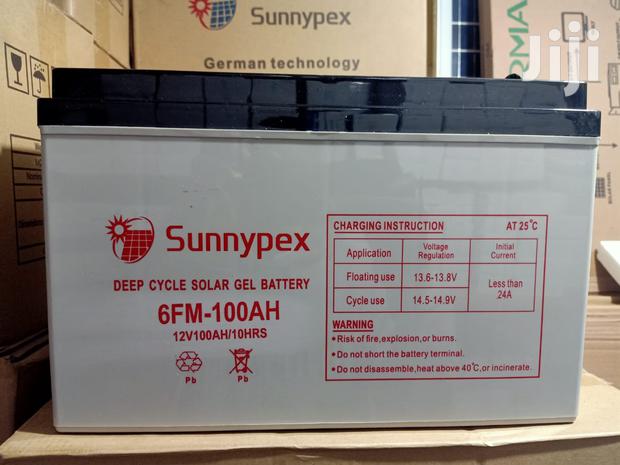 Sunnypex
German technology
Jiji
RMA
SOLAR PANEL
Sunnypex
DEEP CYCLE SOLAR GEL BATTERY
6FM-100AH
12V100AH/10HRS
Pb
Pb
CHARGING INSTRUCTION AT 25°C
Application Voltage Regulation Initial Current
Floating use 13.6-13.8V Less than 24A
Cycle use 14.5-14.9V
WARNING
•Risk of fire,explosion,or burns.
•Do not short the battery terminal.
•Do not disassemble,heat above 40°C,or incinerate.